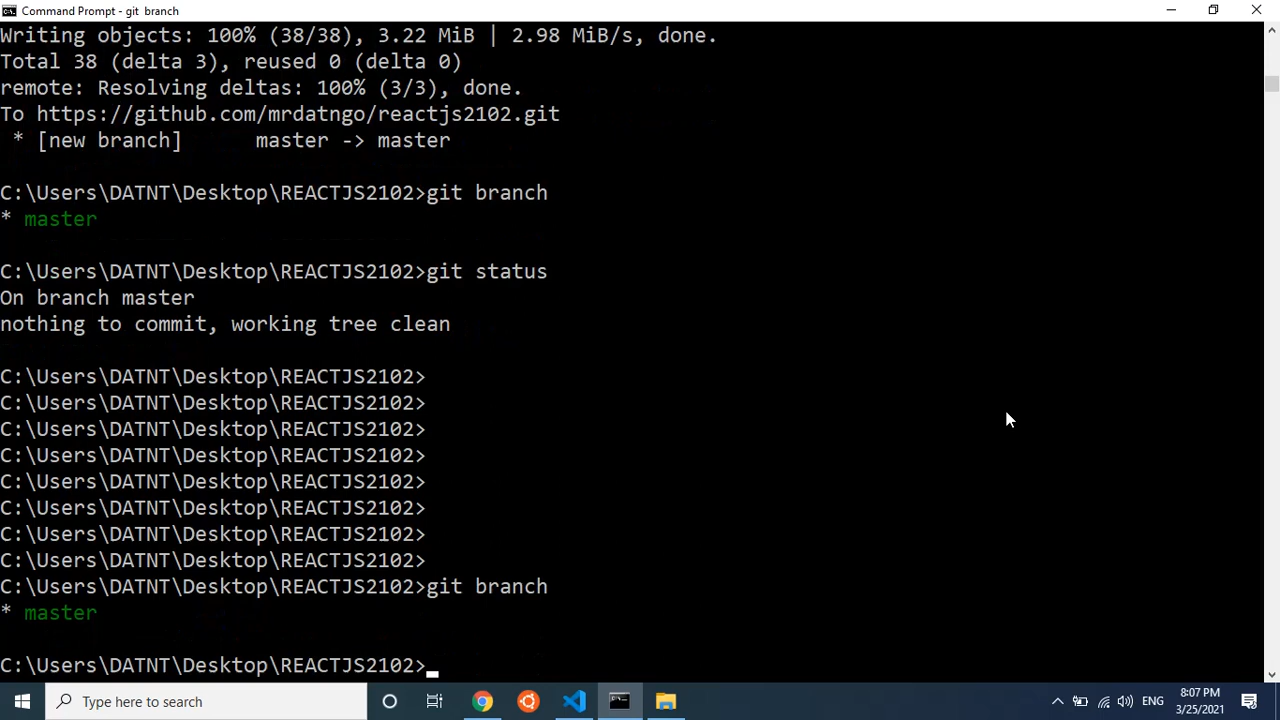 Command Prompt - git  branch
Writing objects: 100% (38/38), 3.22 MiB | 2.98 MiB/s, done.
Total 38 (delta 3), reused 0 (delta 0)
remote: Resolving deltas: 100% (3/3), done.
To https://github.com/mrdatngo/reactjs2102.git
 * [new branch]      master -> master

C:\Users\DATNT\Desktop\REACTJS2102>git branch
* master

C:\Users\DATNT\Desktop\REACTJS2102>git status
On branch master
nothing to commit, working tree clean

C:\Users\DATNT\Desktop\REACTJS2102>
C:\Users\DATNT\Desktop\REACTJS2102>
C:\Users\DATNT\Desktop\REACTJS2102>
C:\Users\DATNT\Desktop\REACTJS2102>
C:\Users\DATNT\Desktop\REACTJS2102>
C:\Users\DATNT\Desktop\REACTJS2102>
C:\Users\DATNT\Desktop\REACTJS2102>
C:\Users\DATNT\Desktop\REACTJS2102>
C:\Users\DATNT\Desktop\REACTJS2102>git branch
* master

C:\Users\DATNT\Desktop\REACTJS2102>
Type here to search
ENG
8:07 PM
3/25/2021